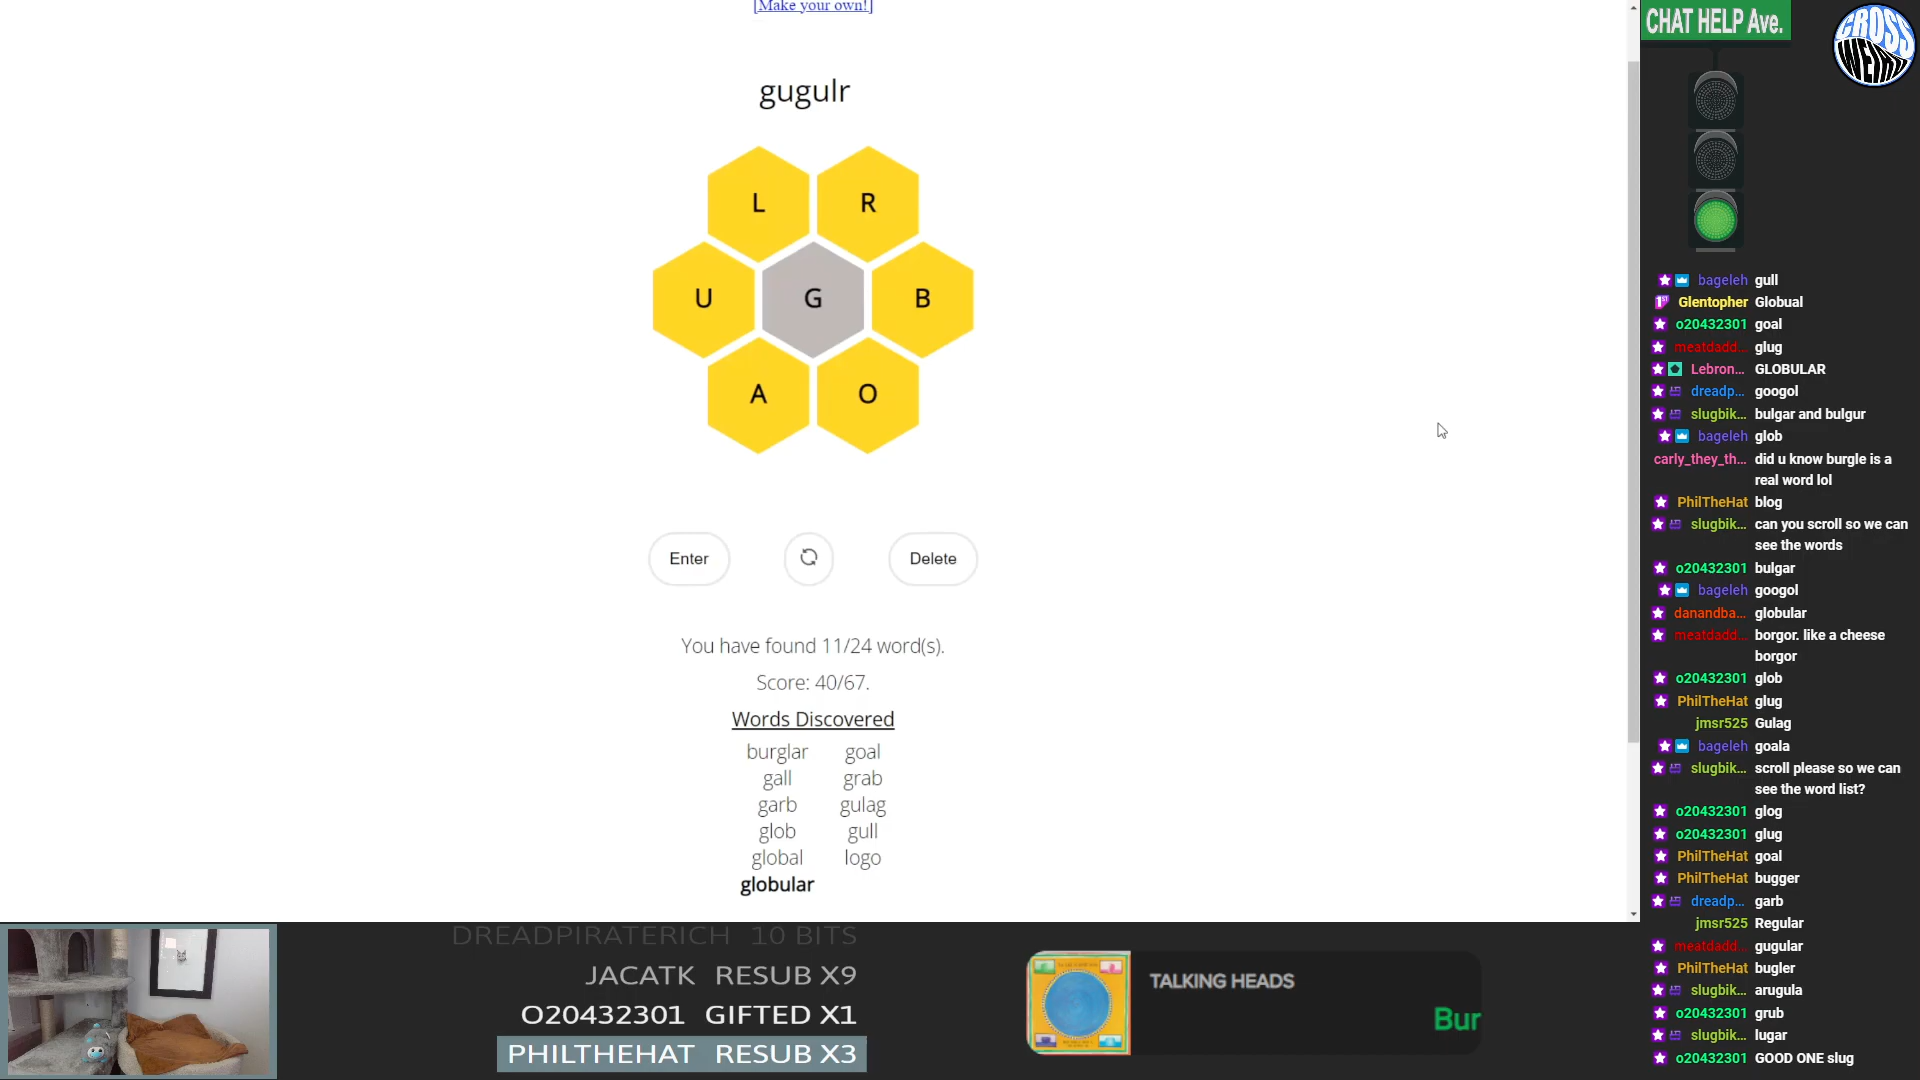 [Make your own!]
gugulr
L
R
U
G
B
A
O
Enter
Delete
You have found 11/24 word(s).
Score: 40/67.
Words Discovered
burglar goal
gall grab
garb gulag
glob gull
global logo
globular
CHAT HELP Ave.
CROSS
WEIRD
bageleh gull
Glentopher Globual
o20432301 goal
meatdadd... glug
Lebron... GLOBULAR
dreadp... googol
slugbik... bulgar and bulgur
bageleh glob
carly_they_th... did u know burgle is a
real word lol
PhilTheHat blog
slugbik... can you scroll so we can
see the words
o20432301 bulgar
bageleh googol
danandba... globular
meatdadd... borgor. like a cheese
borgor
o20432301 glob
PhilTheHat glug
jmsr525 Gulag
bageleh goala
slugbik... scroll please so we can
see the word list?
o20432301 glog
o20432301 glug
PhilTheHat goal
PhilTheHat bugger
dreadp... garb
jmsr525 Regular
meatdadd... gugular
PhilTheHat bugler
slugbik... arugula
o20432301 grub
slugbik... lugar
o20432301 GOOD ONE slug
DREADPIRATERICH 10 BITS
JACATK RESUB X9
O20432301 GIFTED X1
PHILTHEHAT RESUB X3
TALKING HEADS
Bur